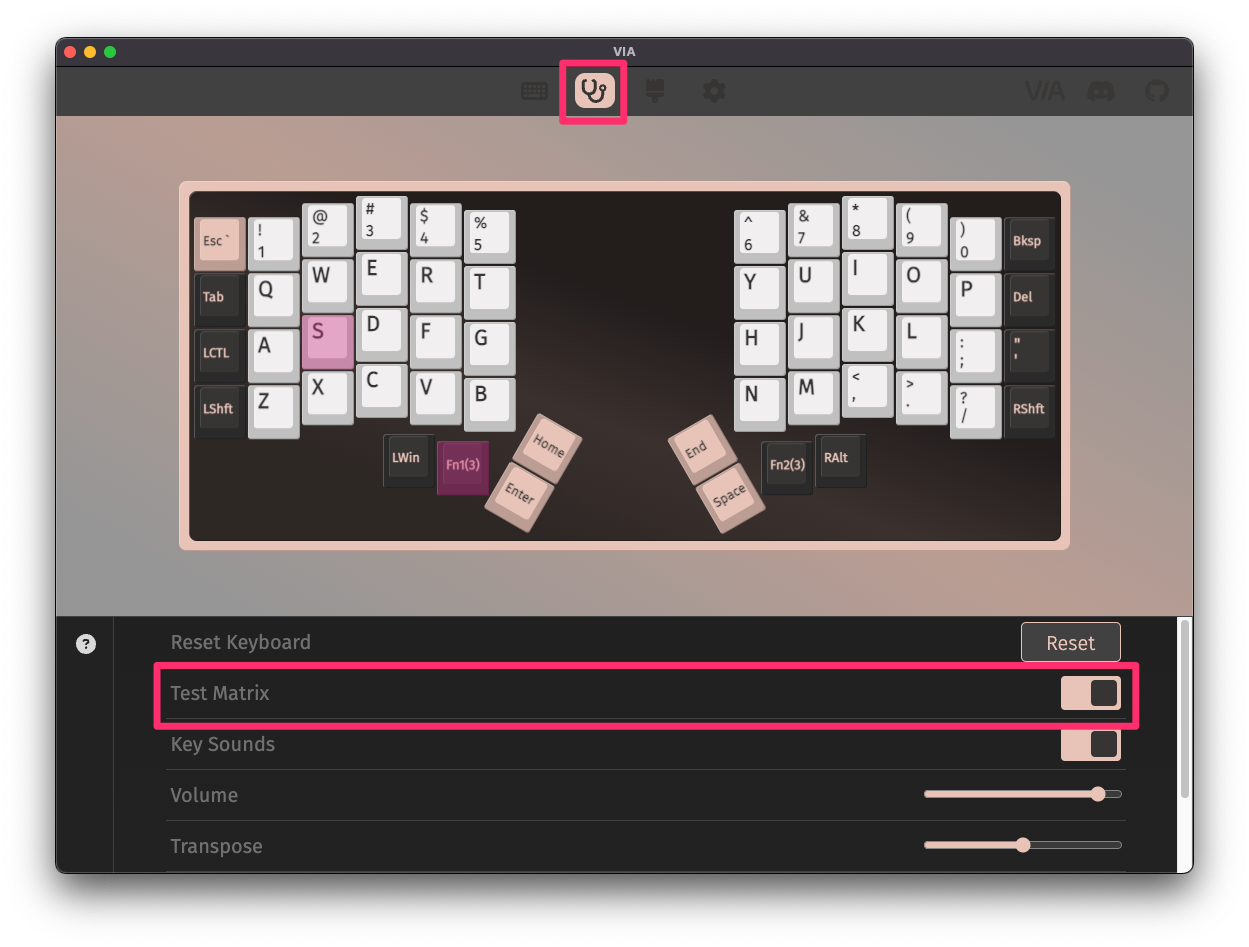 VIA
VIA
Esc ` ! 1 @ 2 # 3 $ 4 % 5 ^ 6 & 7 * 8 ( 9 ) 0 Bksp
Tab Q W E R T Y U I O P Del
LCTL A S D F G H J K L : ; " '
LShft Z X C V B N M < , > . ? / RShft
LWin Fn1(3) Home End Fn2(3) RAlt
Enter Space
?
Reset Keyboard Reset
Test Matrix
Key Sounds
Volume
Transpose